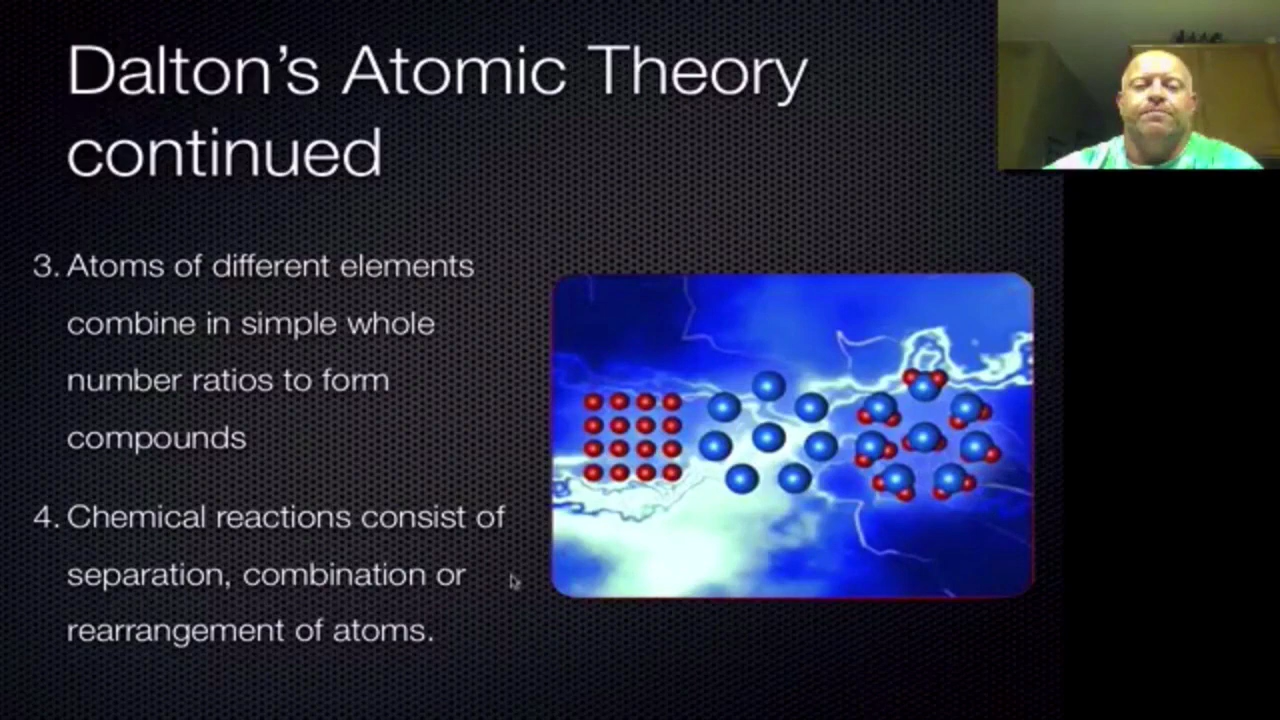 Dalton's Atomic Theory
continued
3. Atoms of different elements
combine in simple whole
number ratios to form
compounds
4. Chemical reactions consist of
separation, combination or
rearrangement of atoms.